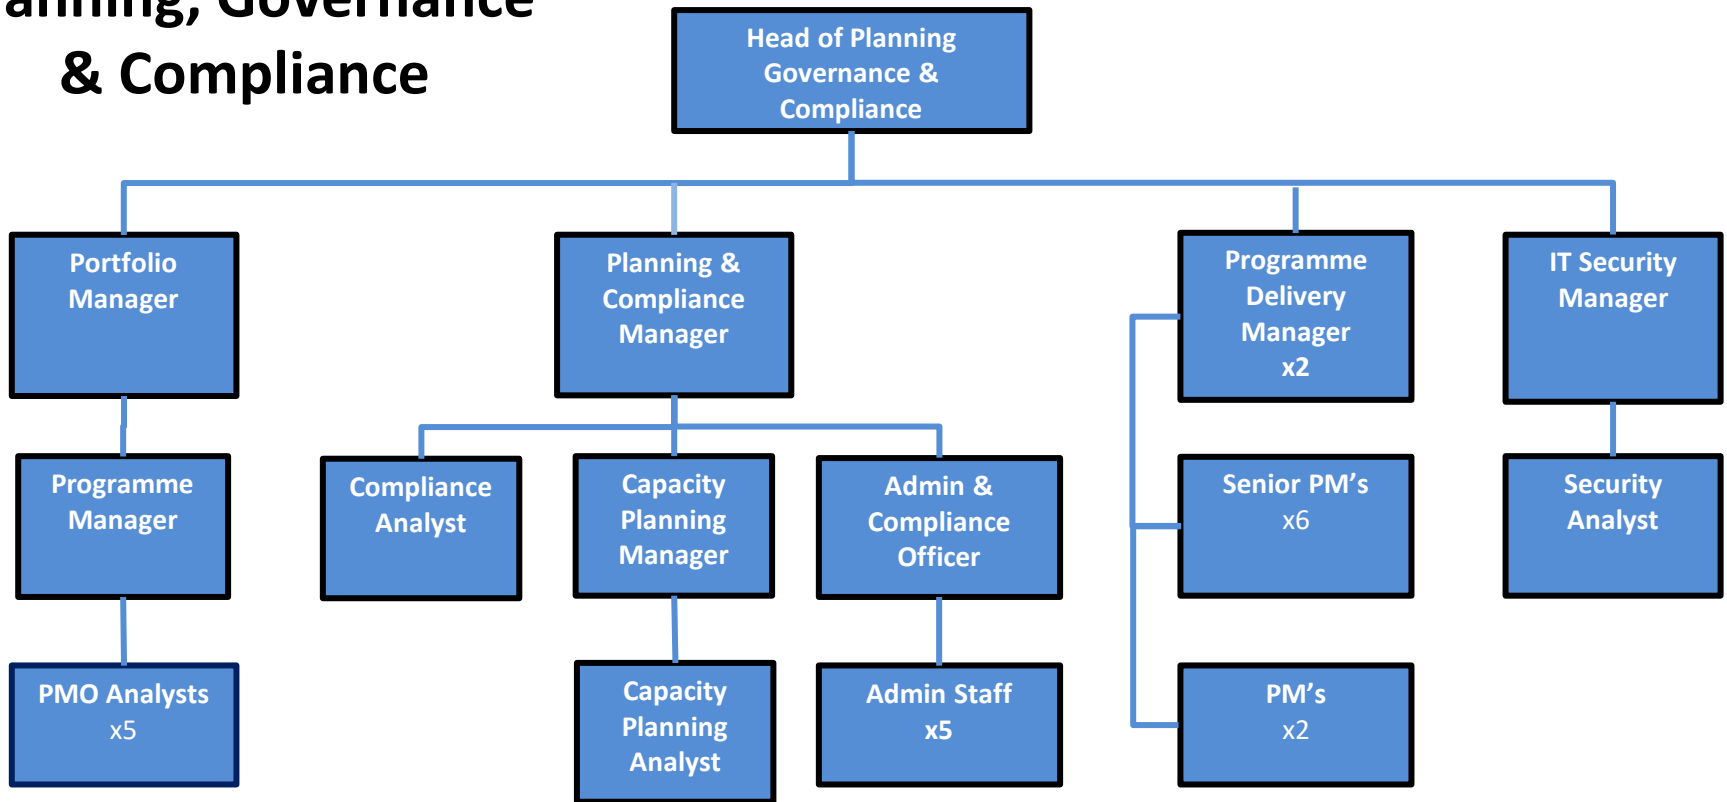 anning, Governance
& Compliance
Head of Planning
Governance &
Compliance
Portfolio
Manager
Planning &
Compliance
Manager
Programme
Delivery
Manager
x2
IT Security
Manager
Programme
Manager
Compliance
Analyst
Capacity
Planning
Manager
Admin &
Compliance
Officer
Senior PM’s
x6
Security
Analyst
PMO Analysts
x5
Capacity
Planning
Analyst
Admin Staff
x5
PM’s
x2